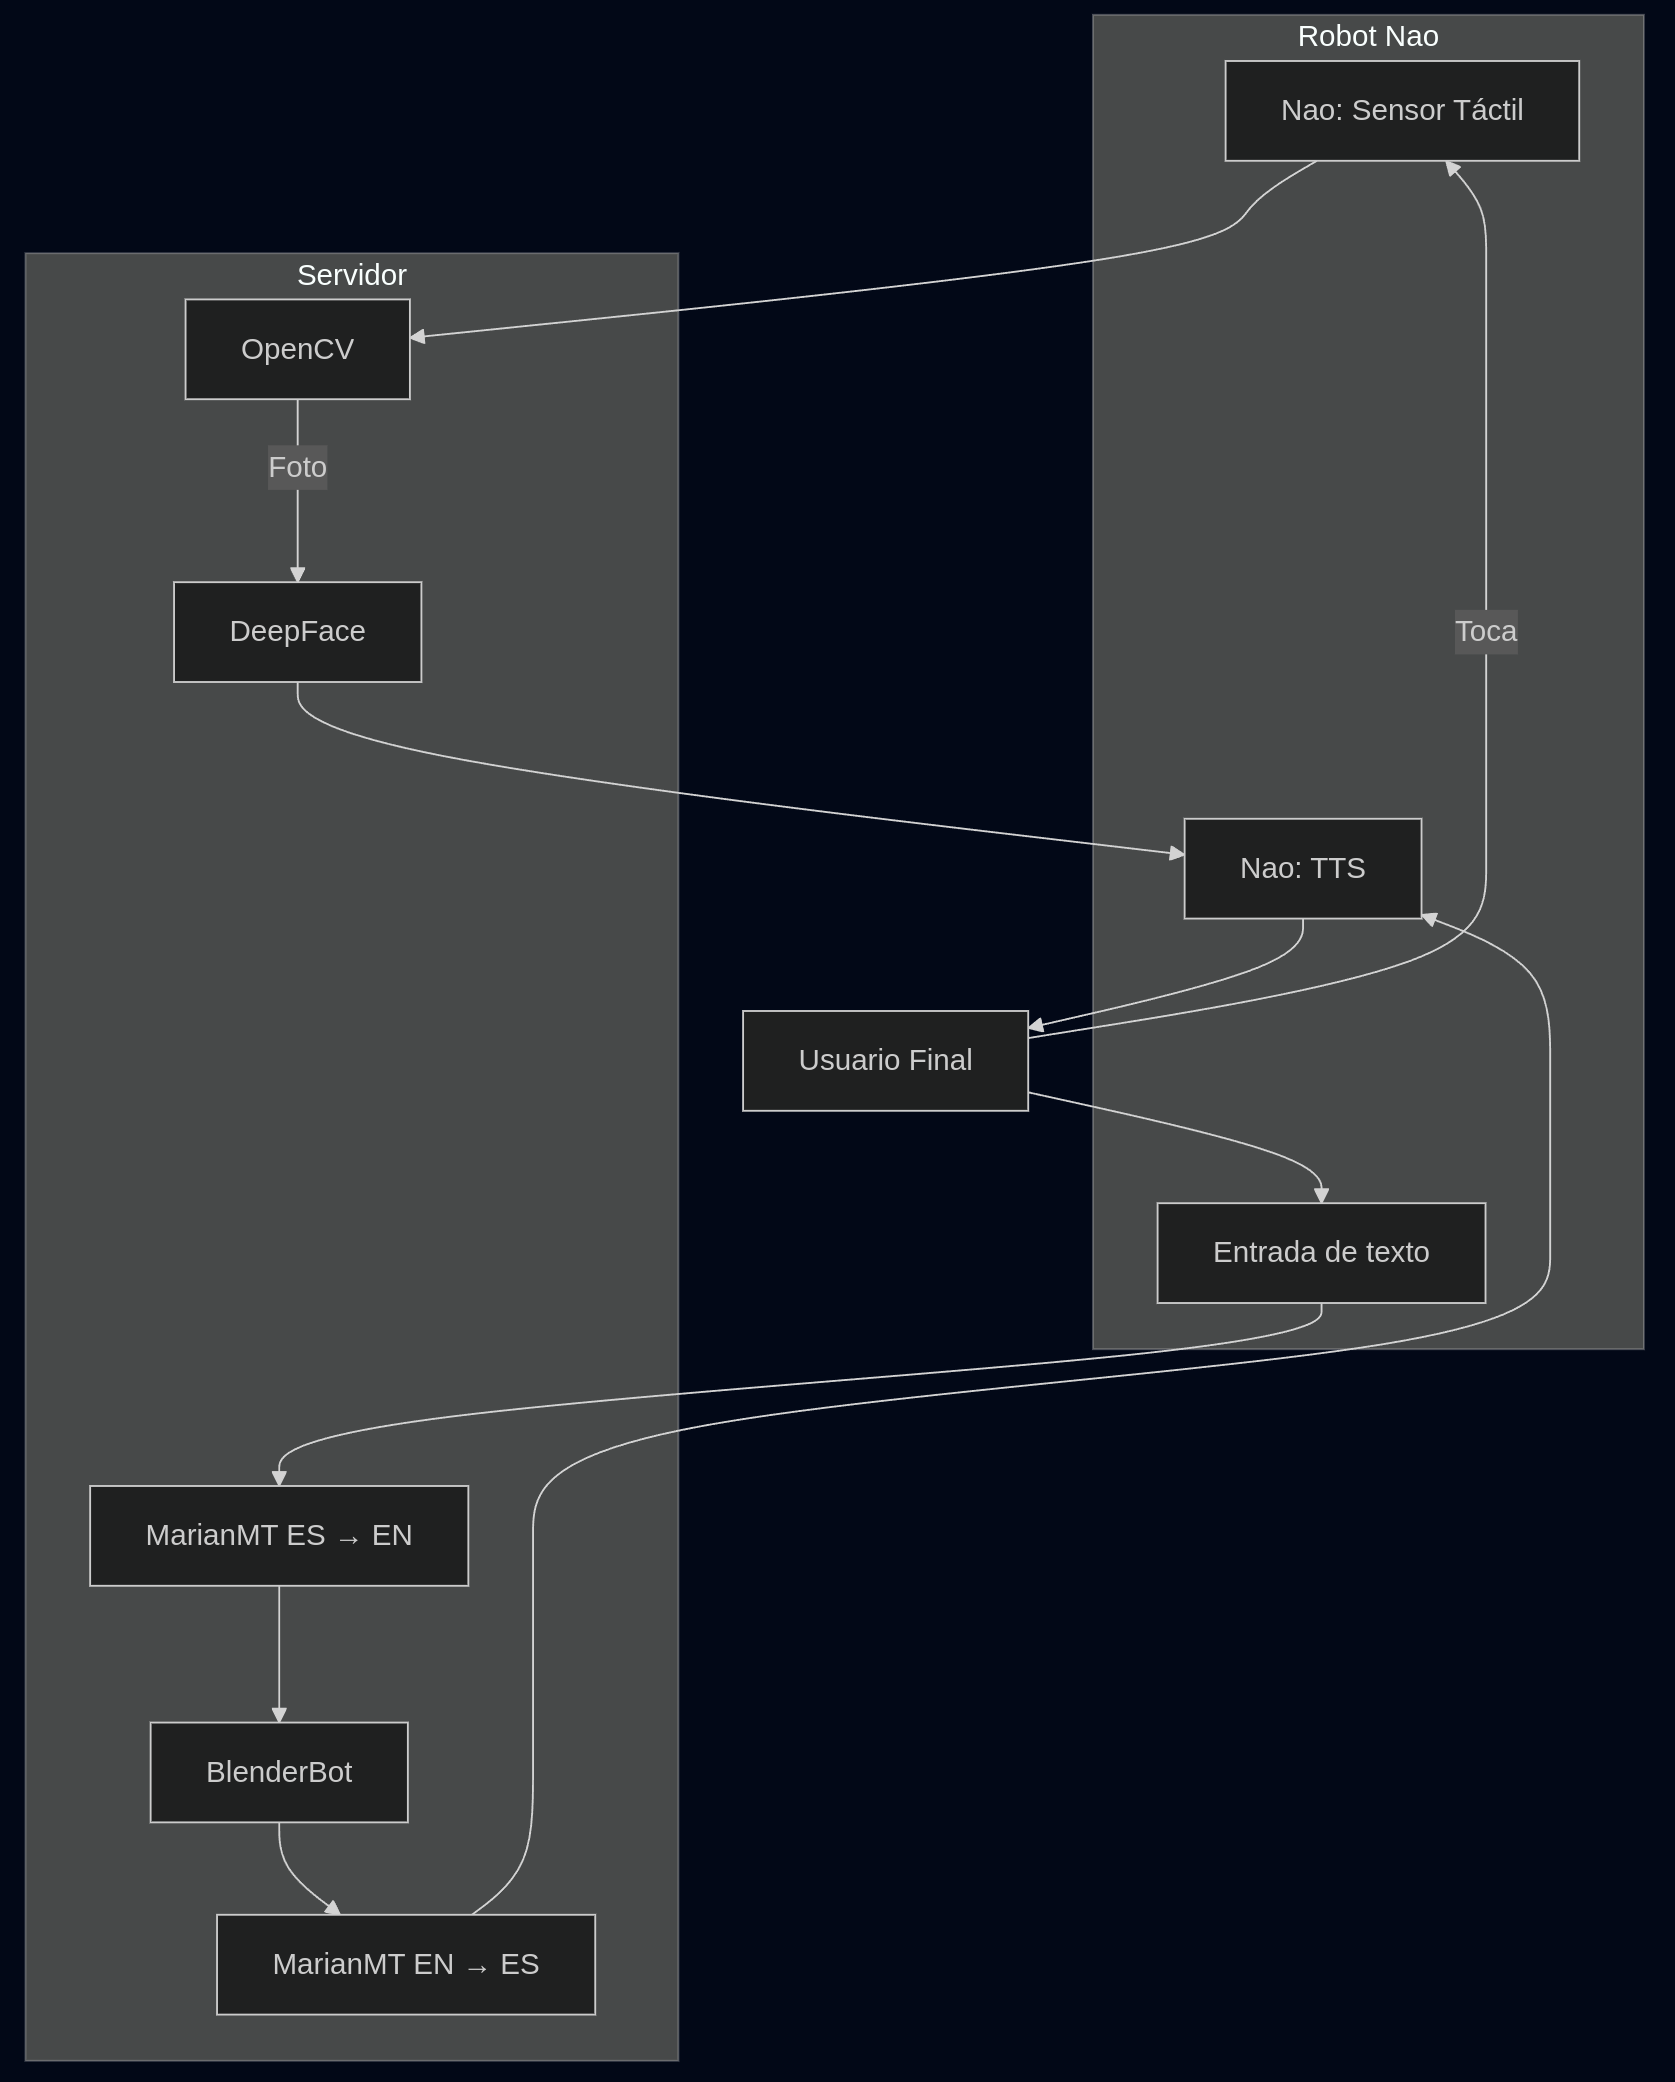 Robot Nao
Nao: Sensor Táctil
Servidor
OpenCV
Foto
DeepFace
Toca
Nao: TTS
Usuario Final
Entrada de texto
MarianMT ES → EN
BlenderBot
MarianMT EN → ES